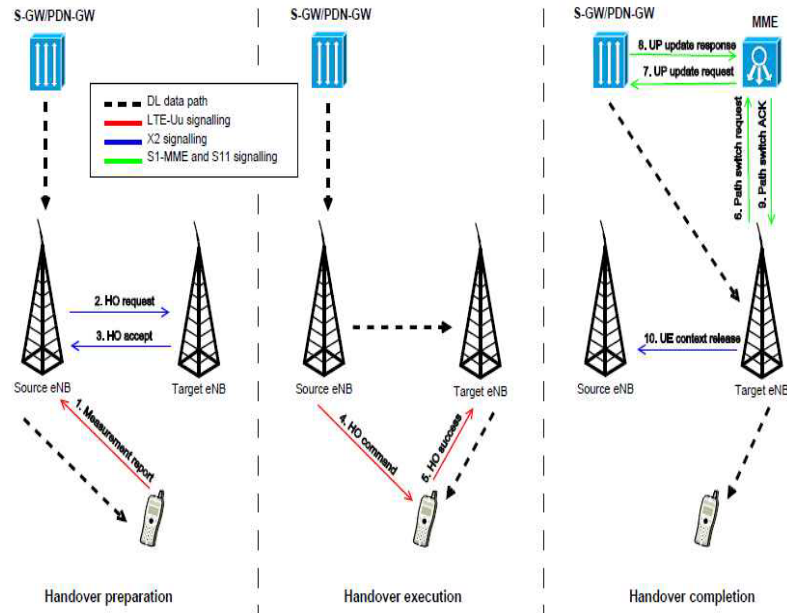 S-GW/PDN-GW
DL data path
LTE-Uu signalling
X2 signalling
S1-MME and S11 signalling
2. HO request
3. HO accept
Source eNB
Target eNB
1. Measurement report
Handover preparation
S-GW/PDN-GW
Source eNB
Target eNB
4. HO command
5. HO success
Handover execution
S-GW/PDN-GW
MME
8. UP update response
7. UP update request
6. Path switch request
9. Path switch ACK
10. UE context release
Source eNB
Target eNB
Handover completion